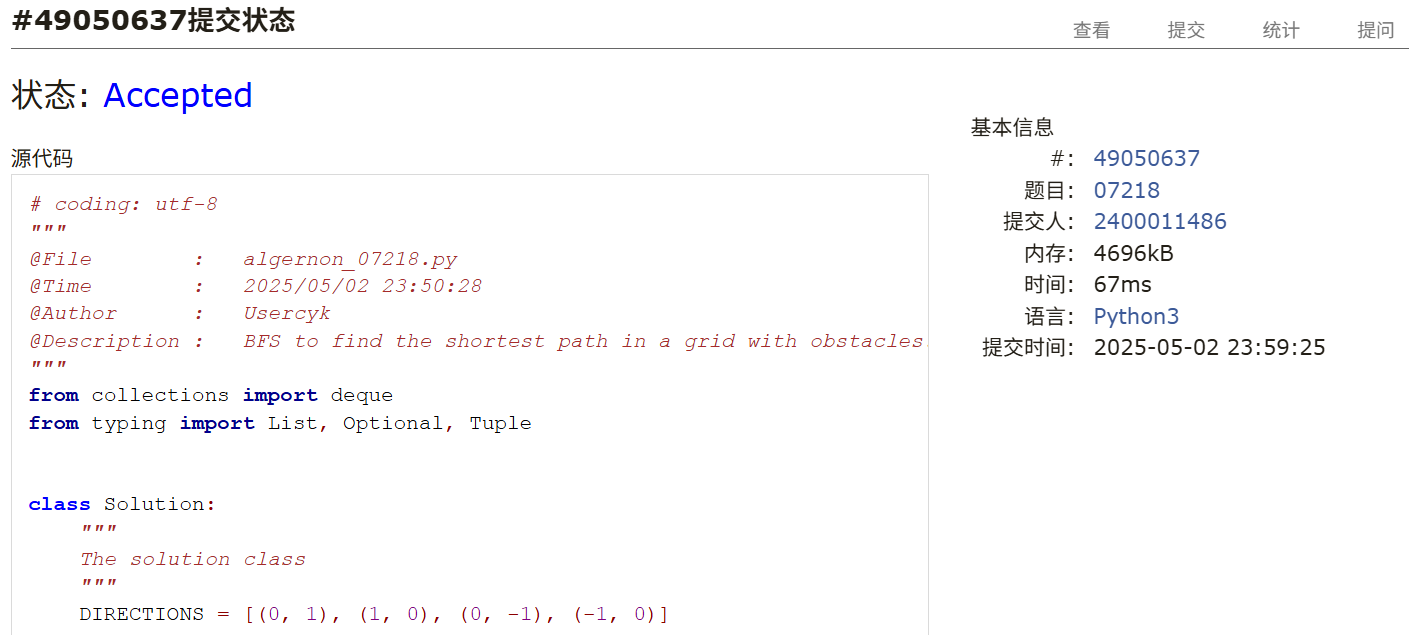 #49050637提交状态
查看 提交 统计 提问
状态: Accepted
源代码
# coding: utf-8
"""
@File : algernon_07218.py
@Time : 2025/05/02 23:50:28
@Author : Usercyk
@Description : BFS to find the shortest path in a grid with obstacles
"""
from collections import deque
from typing import List, Optional, Tuple
class Solution:
"""
The solution class
"""
DIRECTIONS = [(0, 1), (1, 0), (0, -1), (-1, 0)]
基本信息
#: 49050637
题目: 07218
提交人: 2400011486
内存: 4696kB
时间: 67ms
语言: Python3
提交时间: 2025-05-02 23:59:25